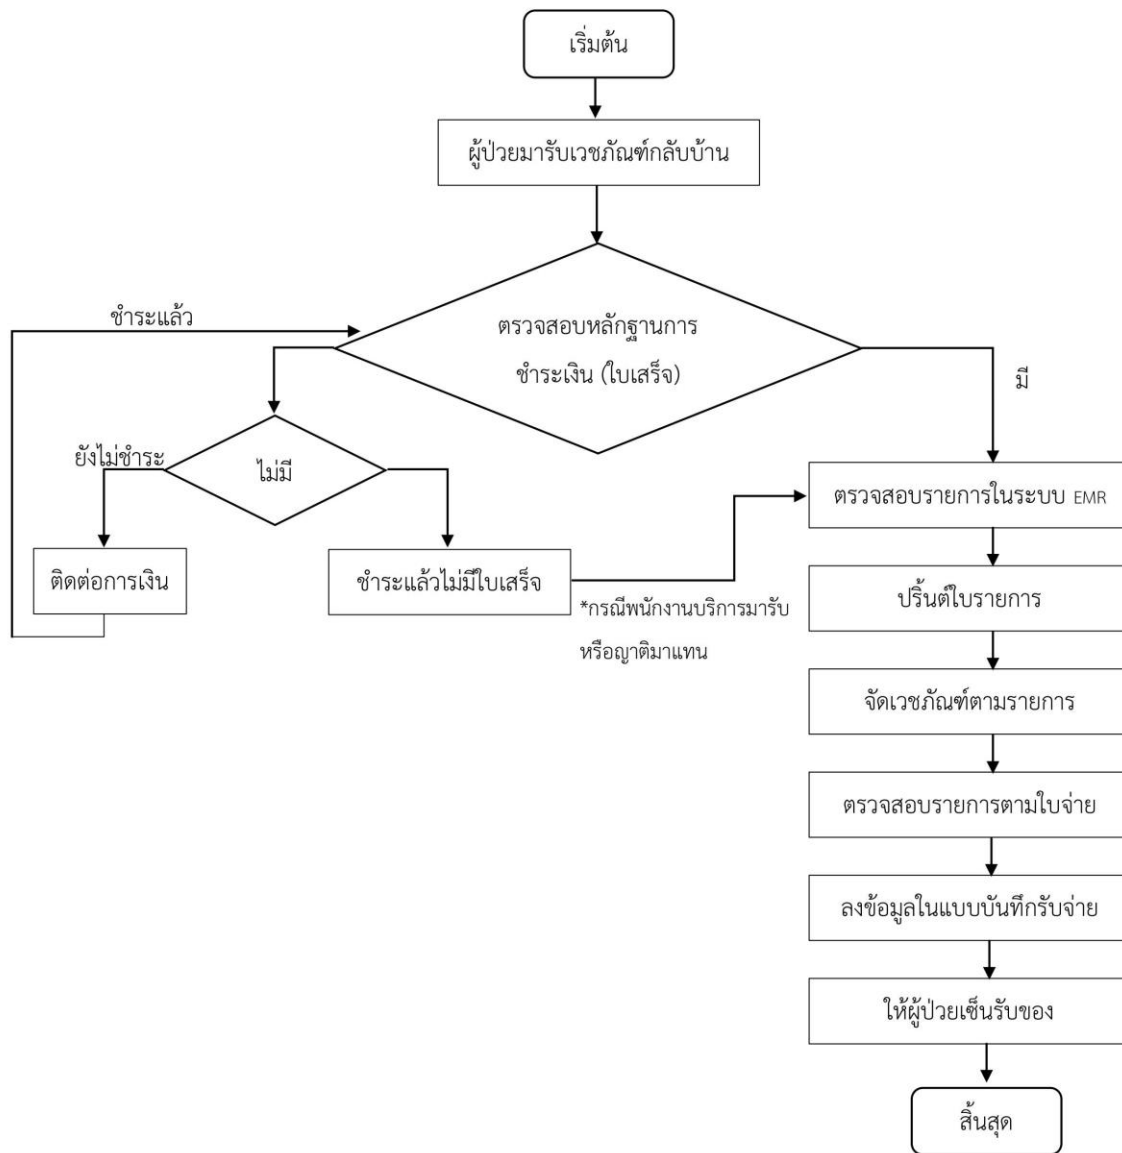 เริ่มต้น
ผู้ป่วยมารับเวชภัณฑ์กลับบ้าน
ตรวจสอบหลักฐานการ
ชำระเงิน (ใบเสร็จ)
ชำระแล้ว
มี
ไม่มี
ยังไม่ชำระ
ติดต่อการเงิน
ชำระแล้วไม่มีใบเสร็จ
*กรณีพนักงานบริการมารับ
หรือญาติมาแทน
ตรวจสอบรายการในระบบ EMR
ปริ้นต์ใบรายการ
จัดเวชภัณฑ์ตามรายการ
ตรวจสอบรายการตามใบจ่าย
ลงข้อมูลในแบบบันทึกรับจ่าย
ให้ผู้ป่วยเซ็นรับของ
สิ้นสุด